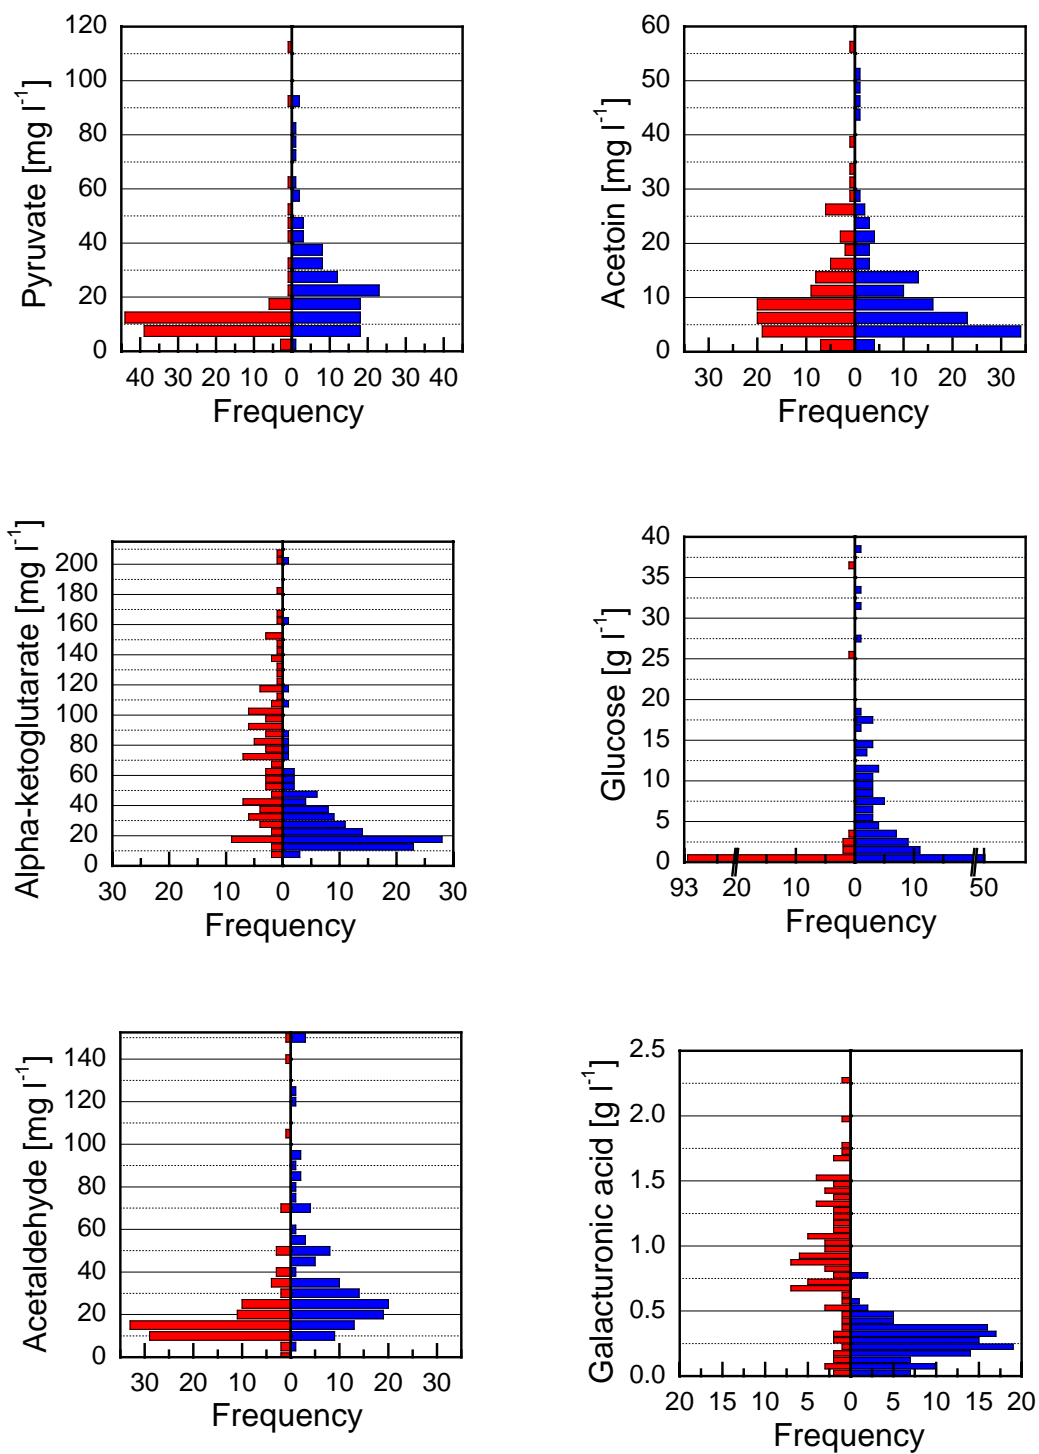 Pyruvate [mg l-1]
120
100
80
60
40
20
0
40 30 20 10 0 10 20 30 40
Frequency
Acetoin [mg l-1]
60
50
40
30
20
10
0
30 20 10 0 10 20 30
Frequency
Alpha-ketoglutarate [mg l-1]
200
180
160
140
120
100
80
60
40
20
0
30 20 10 0 10 20 30
Frequency
Glucose [g l-1]
40
35
30
25
20
15
10
5
0
93 20 10 0 10 50
Frequency
Acetaldehyde [mg l-1]
140
120
100
80
60
40
20
0
30 20 10 0 10 20 30
Frequency
Galacturonic acid [g l-1]
2.5
2.0
1.5
1.0
0.5
0.0
20 15 10 5 0 5 10 15 20
Frequency